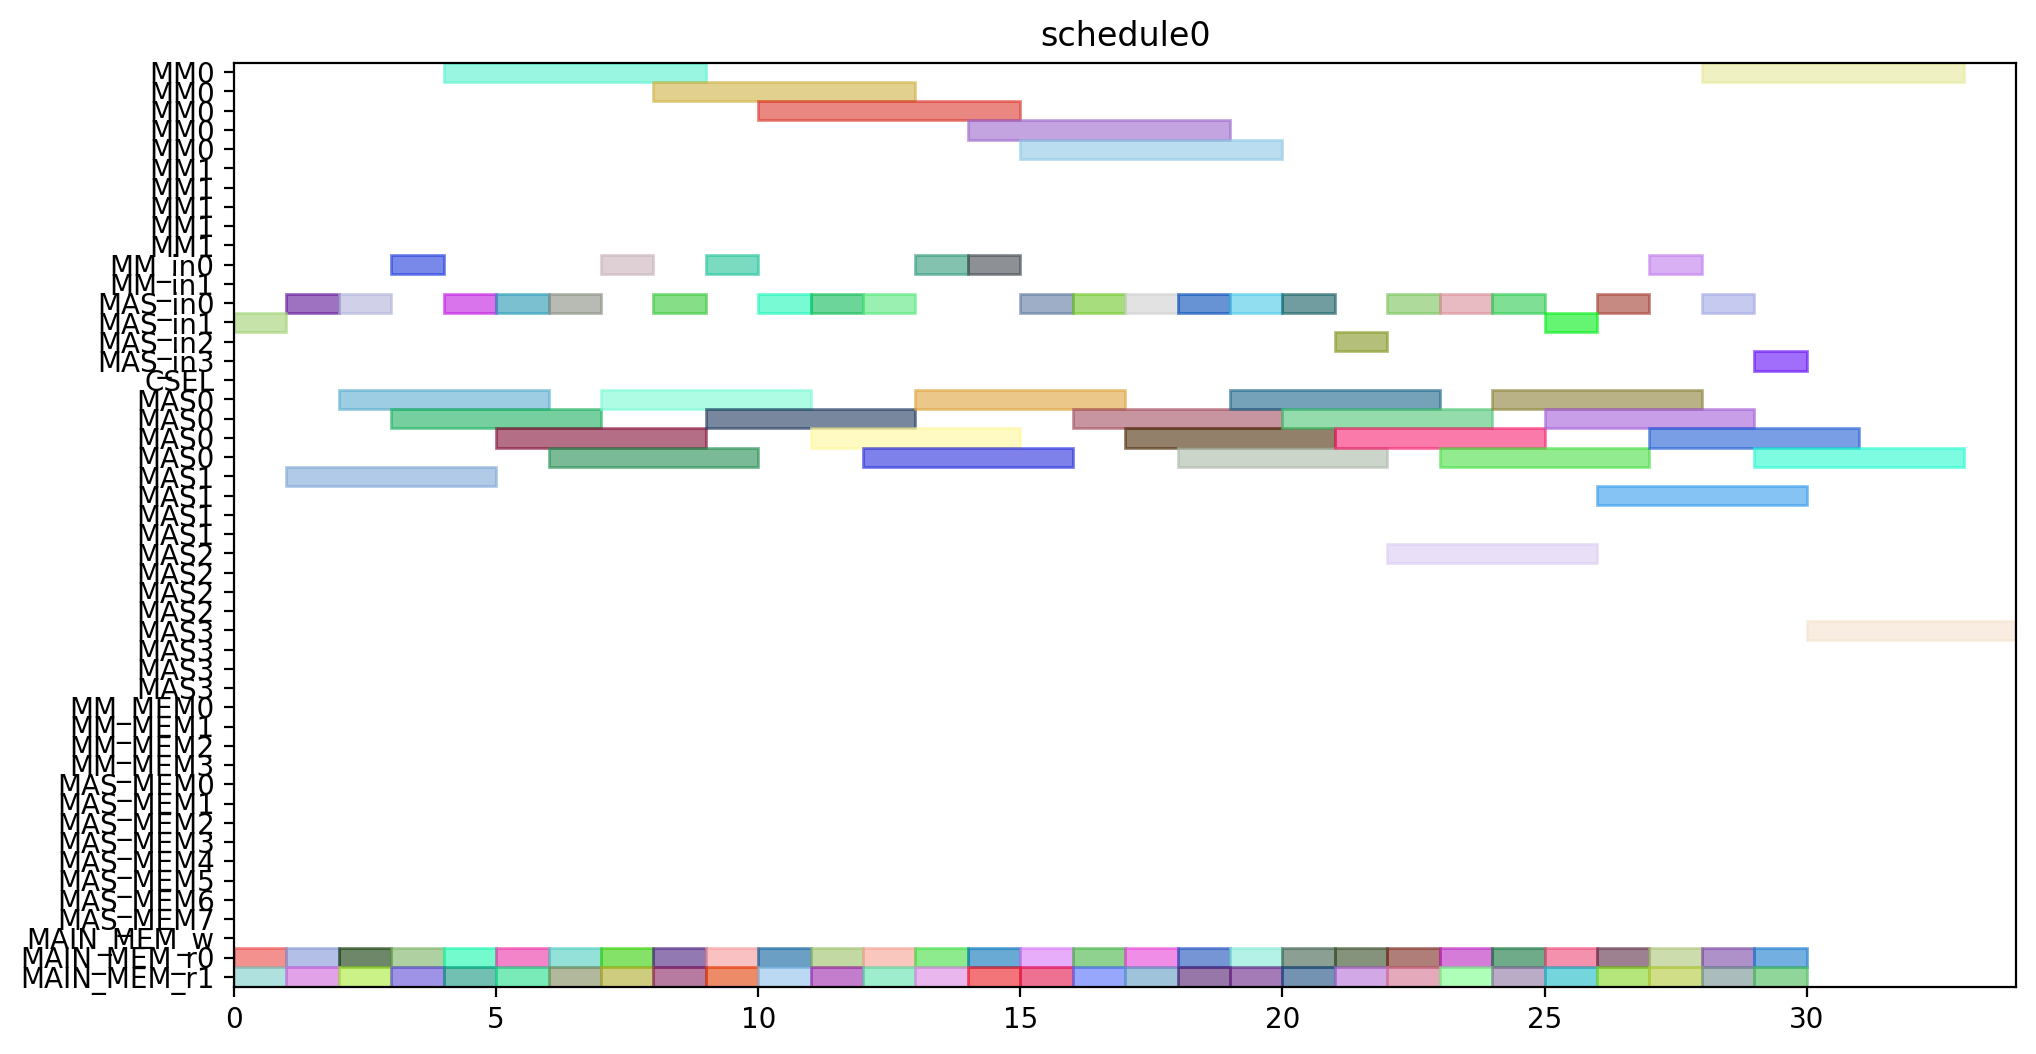 schedule0
MM0
MM0
MM0
MM0
MM0
MM1
MM1
MM1
MM1
MM1
MM_in0
MM_in1
MAS_in0
MAS_in1
MAS_in2
MAS_in3
CSEL
MAS0
MAS0
MAS0
MAS0
MAS1
MAS1
MAS1
MAS1
MAS2
MAS2
MAS2
MAS2
MAS3
MAS3
MAS3
MAS3
MM_MEM0
MM_MEM1
MM_MEM2
MM_MEM3
MAS_MEM0
MAS_MEM1
MAS_MEM2
MAS_MEM3
MAS_MEM4
MAS_MEM5
MAS_MEM6
MAS_MEM7
MAIN_MEM_w
MAIN_MEM_r0
MAIN_MEM_r1
0 5 10 15 20 25 30